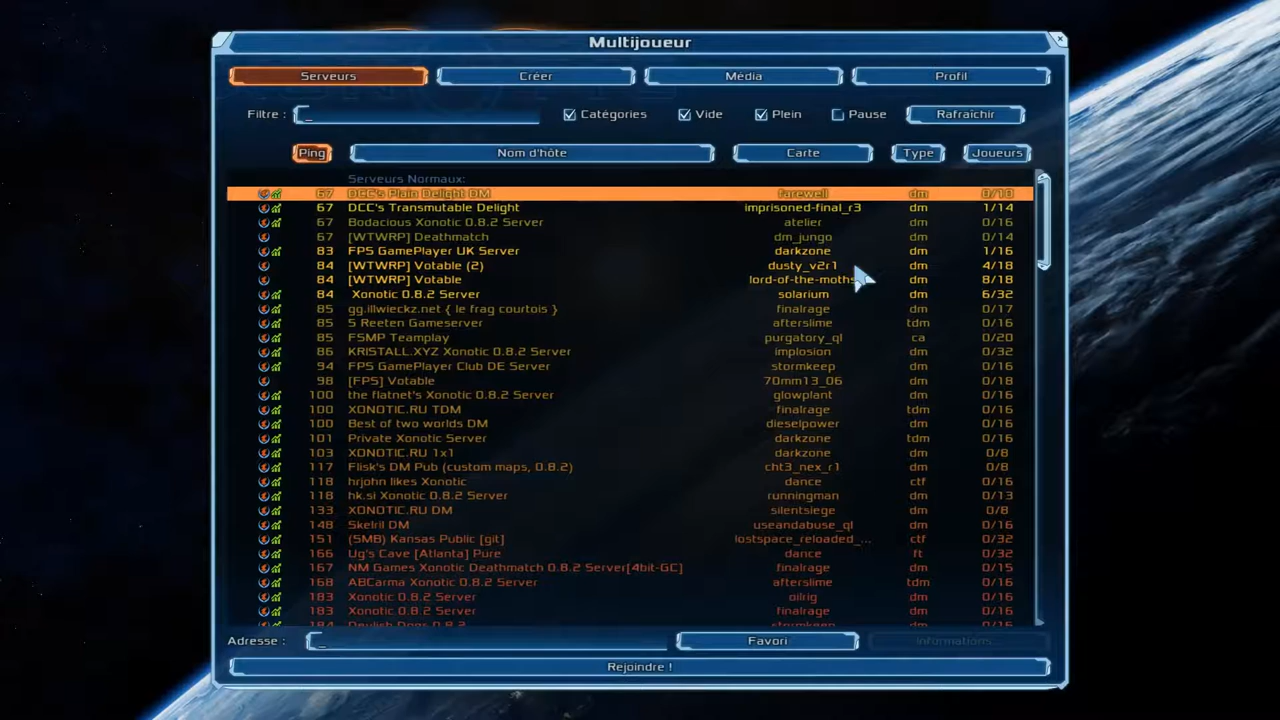 Multijoueur
Serveurs Créer Média Profil
Filtre : _ Catégories Vide Plein Pause Rafraîchir
Ping Nom d'hôte Carte Type Joueurs
Serveurs Normaux:
67 DCC's Plain Delight DM farewell dm 0/10
67 DCC's Transmutable Delight imprisoned-final_r3 dm 1/14
67 Bodacious Xonotic 0.8.2 Server atelier dm 0/16
67 [WTWRP] Deathmatch dm_jungo dm 0/14
83 FPS GamePlayer UK Server darkzone dm 1/16
84 [WTWRP] Votable (2) dusty_v2r1 dm 4/18
84 [WTWRP] Votable lord-of-the-moths dm 8/18
84 Xonotic 0.8.2 Server solarium dm 6/32
85 gg.illwieckz.net { le frag courtois } finalrage dm 0/17
85 5 Reeten Gameserver afterslime tdm 0/16
85 FSMP Teamplay purgatory_ql ca 0/20
86 KRISTALL.XYZ Xonotic 0.8.2 Server implosion dm 0/32
94 FPS GamePlayer Club DE Server stormkeep dm 0/16
98 [FPS] Votable 70mm13_06 dm 0/18
100 the flatnet's Xonotic 0.8.2 Server glowplant dm 0/16
100 XONOTIC.RU TDM finalrage tdm 0/16
100 Best of two worlds DM dieselpower dm 0/16
101 Private Xonotic Server darkzone tdm 0/16
103 XONOTIC.RU 1x1 darkzone dm 0/8
117 Flisk's DM Pub (custom maps, 0.8.2) cht3_nex_r1 dm 0/8
118 hrjohn likes Xonotic dance ctf 0/16
118 hk.si Xonotic 0.8.2 Server runningman dm 0/13
133 XONOTIC.RU DM silentsiege dm 0/8
148 Skelril DM useandabuse_ql dm 0/16
151 (SMB) Kansas Public [git] lostspace_reloaded_... ctf 0/32
166 Ug's Cave [Atlanta] Pure dance ft 0/32
167 NM Games Xonotic Deathmatch 0.8.2 Server[4bit-GC] finalrage dm 0/15
168 ABCarma Xonotic 0.8.2 Server afterslime tdm 0/16
183 Xonotic 0.8.2 Server oilrig dm 0/16
183 Xonotic 0.8.2 Server finalrage dm 0/16
184 0.8.2 stormkeep dm 0/16
Adresse : _ Favori Informations...
Rejoindre !